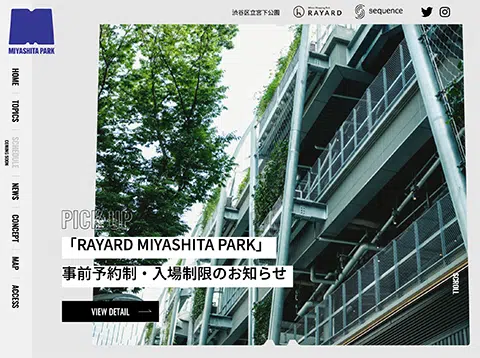 渋谷区立宮下公園
RAYARD
sequence
MIYASHITA PARK
HOME
TOPICS
SCHEDULE
COMING SOON
NEWS
CONCEPT
MAP
ACCESS
PICK UP
「RAYARD MIYASHITA PARK」
事前予約制・入場制限のお知らせ
VIEW DETAIL
SCROLL